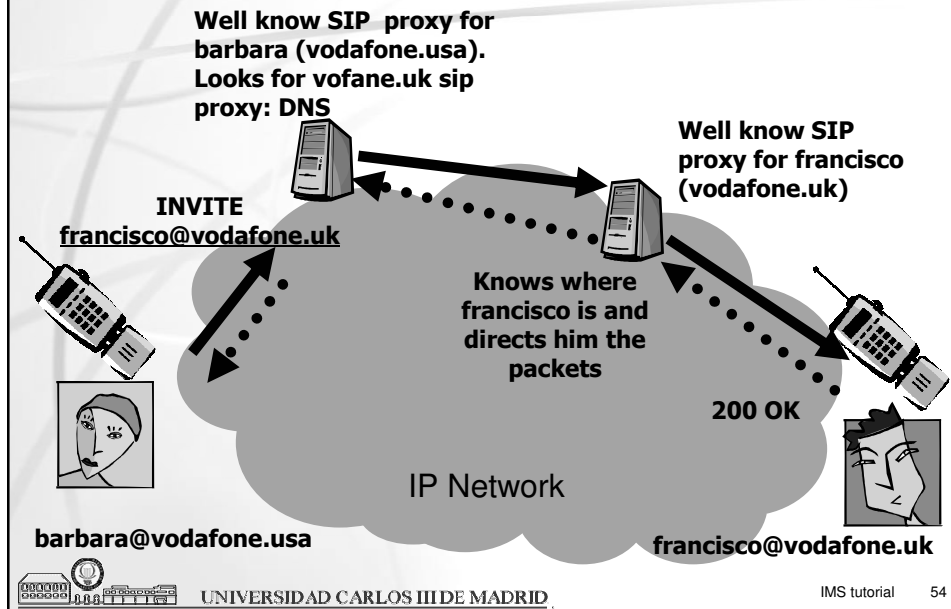 Well know SIP proxy for
barbara (vodafone.usa).
Looks for vofane.uk sip
proxy: DNS
Well know SIP
proxy for francisco
(vodafone.uk)
INVITE
francisco@vodafone.uk
Knows where
francisco is and
directs him the
packets
200 OK
IP Network
barbara@vodafone.usa
francisco@vodafone.uk
UNIVERSIDAD CARLOS III DE MADRID
IMS tutorial 54